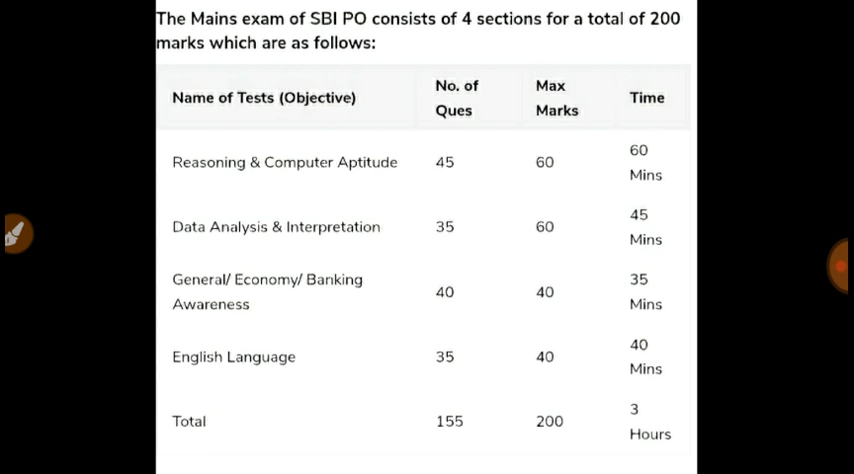 The Mains exam of SBI PO consists of 4 sections for a total of 200
marks which are as follows:
Name of Tests (Objective) No. of Ques Max Marks Time
Reasoning & Computer Aptitude 45 60 60 Mins
Data Analysis & Interpretation 35 60 45 Mins
General/ Economy/ Banking Awareness 40 40 35 Mins
English Language 35 40 40 Mins
Total 155 200 3 Hours